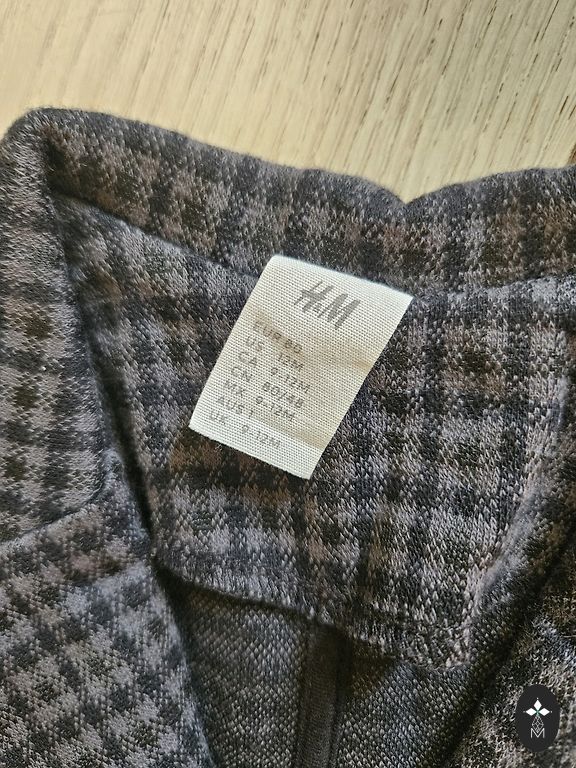 H&M
EUR 80
US 12M
CA 9-12M
CN 80/48
MX 9-12M
AUS 1
UK 9-12M
M